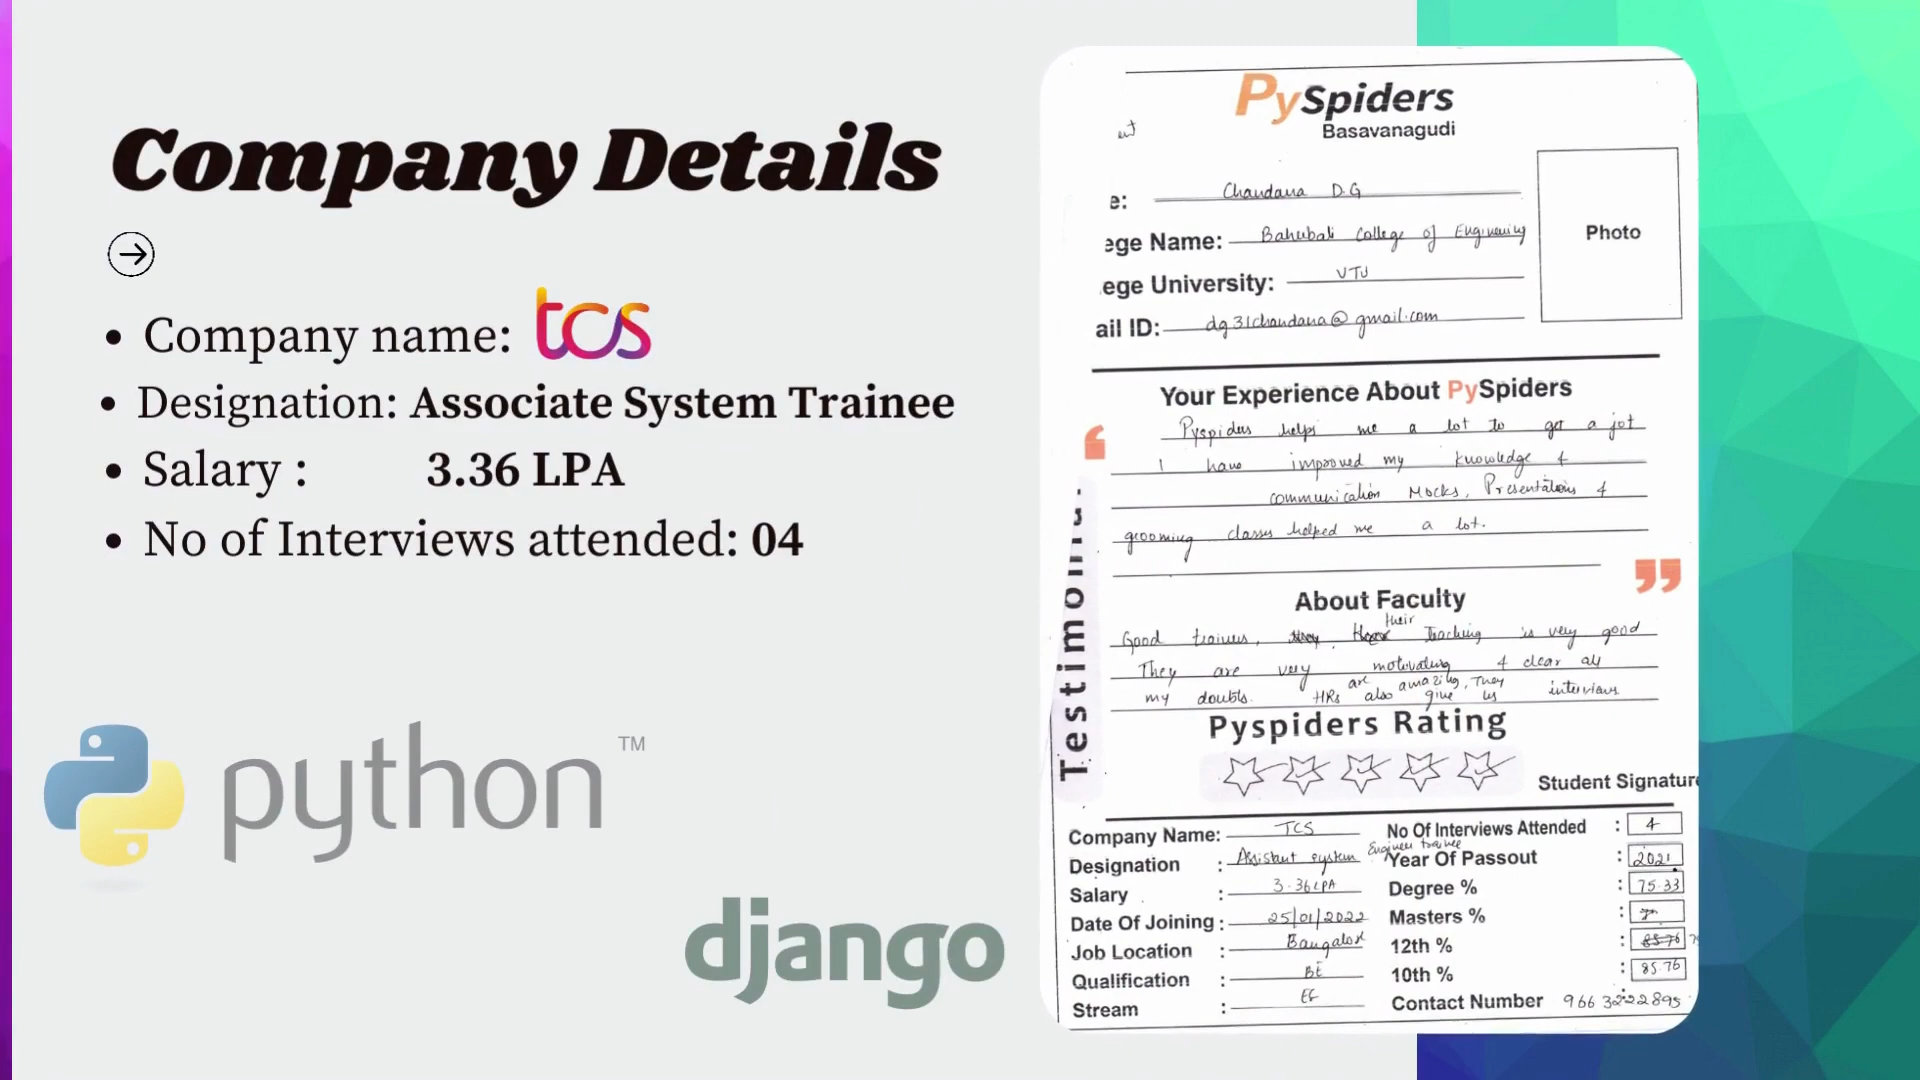 Company Details
Company name: tcs
Designation: Associate System Trainee
Salary : 3.36 LPA
No of Interviews attended: 04
python TM
django
PySpiders
Basavanagudi
e: Chandana D.G
ege Name: Bahubali College of Engineering
ege University: VTU
ail ID: dg31chandana@gmail.com
Photo
Your Experience About PySpiders
Pyspiders helps me a lot to get a job
I have improved my knowledge &
communication Mocks, Presentations &
grooming classes helped me a lot.
Testimonial
About Faculty
their
Good trainers, Teaching is very good
They are very motivating & clear all
are amazing, They
my doubts. HRs also give us interviews
Pyspiders Rating
Student Signature
Company Name: TCS No Of Interviews Attended : 4
Engineer trainee
Designation : Assistant system Year Of Passout : 2021
Salary : 3.36LPA Degree % : 75.33
Date Of Joining : 25/01/2022 Masters % :
Job Location : Bangalore 12th % :
Qualification : BE 10th % : 85.76
Stream : Contact Number : 9663222895